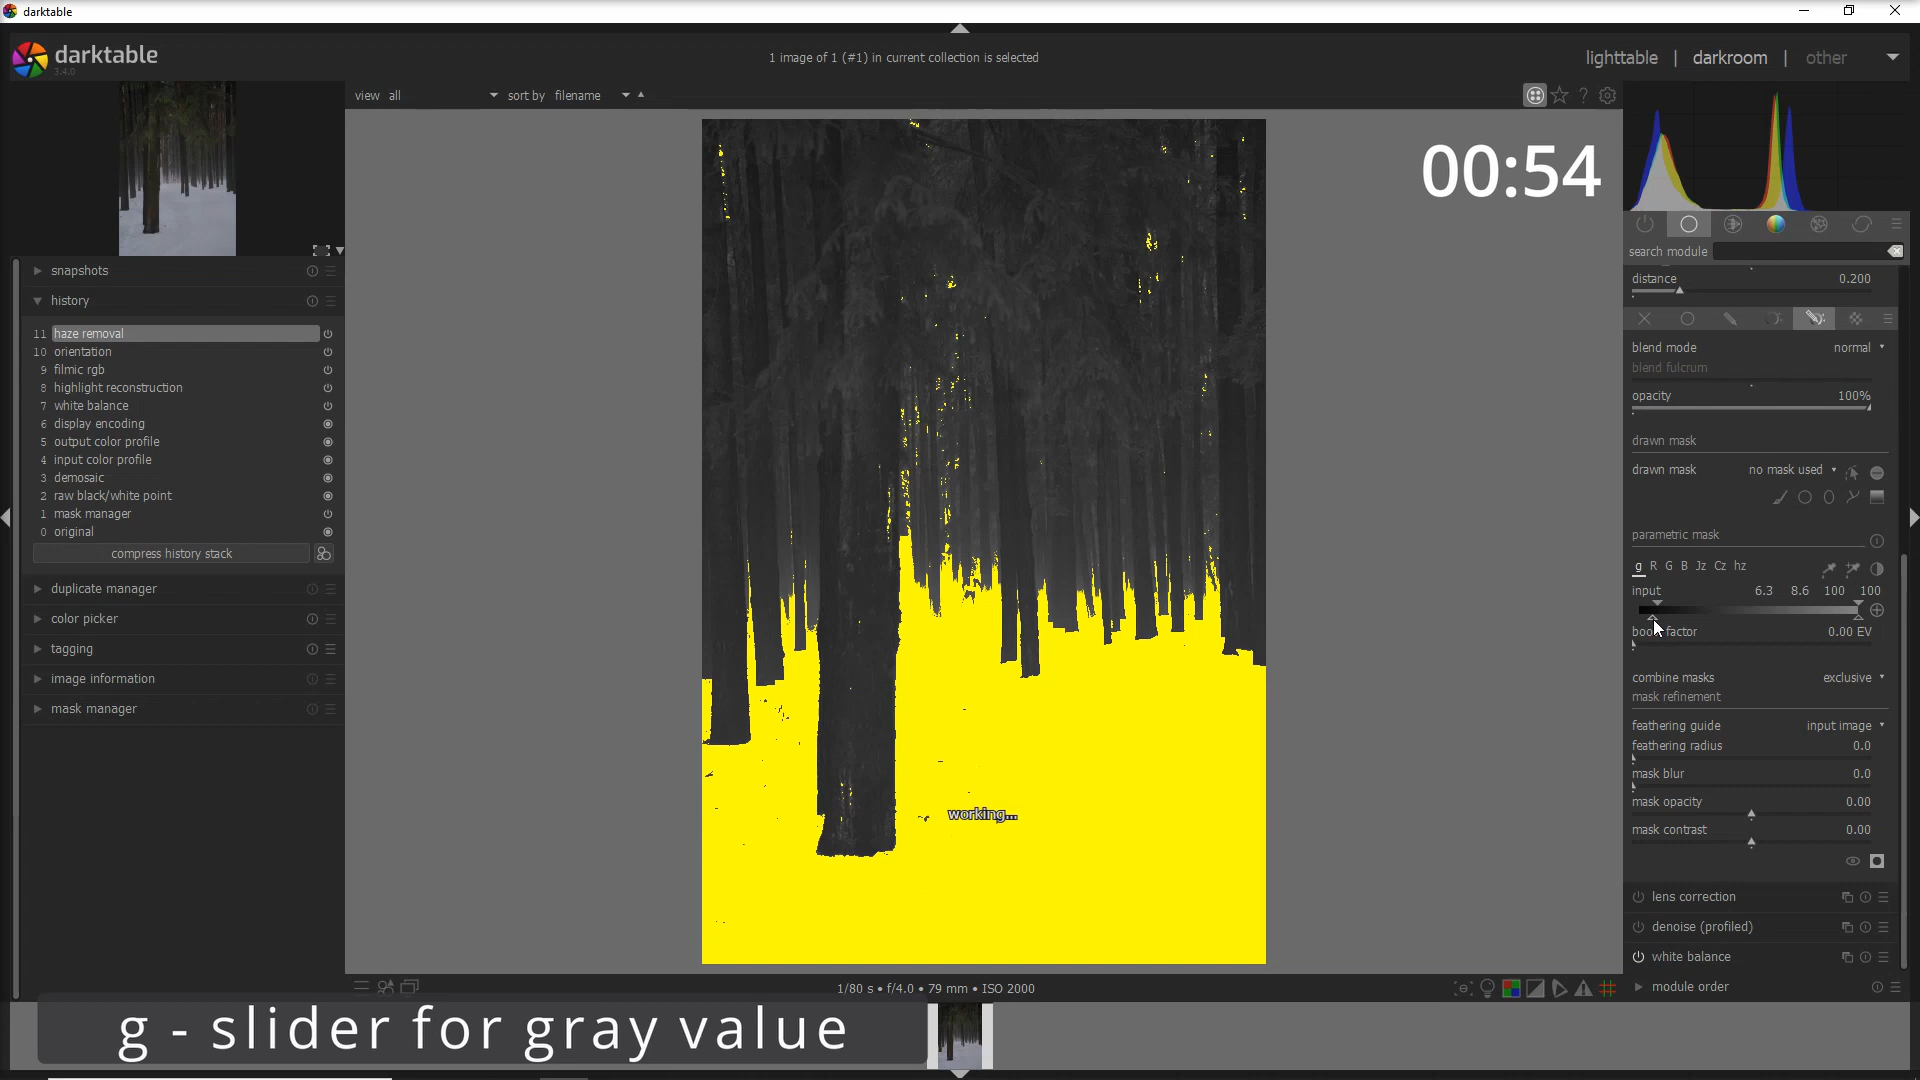 darktable
darktable
3.4.0
1 image of 1 (#1) in current collection is selected
lighttable | darkroom | other
view all sort by filename
00:54
search module
snapshots
history
11 haze removal
10 orientation
9 filmic rgb
8 highlight reconstruction
7 white balance
6 display encoding
5 output color profile
4 input color profile
3 demosaic
2 raw black/white point
1 mask manager
0 original
compress history stack
duplicate manager
color picker
tagging
image information
mask manager
working...
distance 0.200
blend mode normal
blend fulcrum
opacity 100%
drawn mask
drawn mask no mask used
parametric mask
g R G B Jz Cz hz
input 6.3 8.6 100 100
factor 0.00 EV
combine masks exclusive
mask refinement
feathering guide input image
feathering radius 0.0
mask blur 0.0
mask opacity 0.00
mask contrast 0.00
lens correction
denoise (profiled)
white balance
module order
1/80 s • f/4.0 • 79 mm • ISO 2000
g - slider for gray value